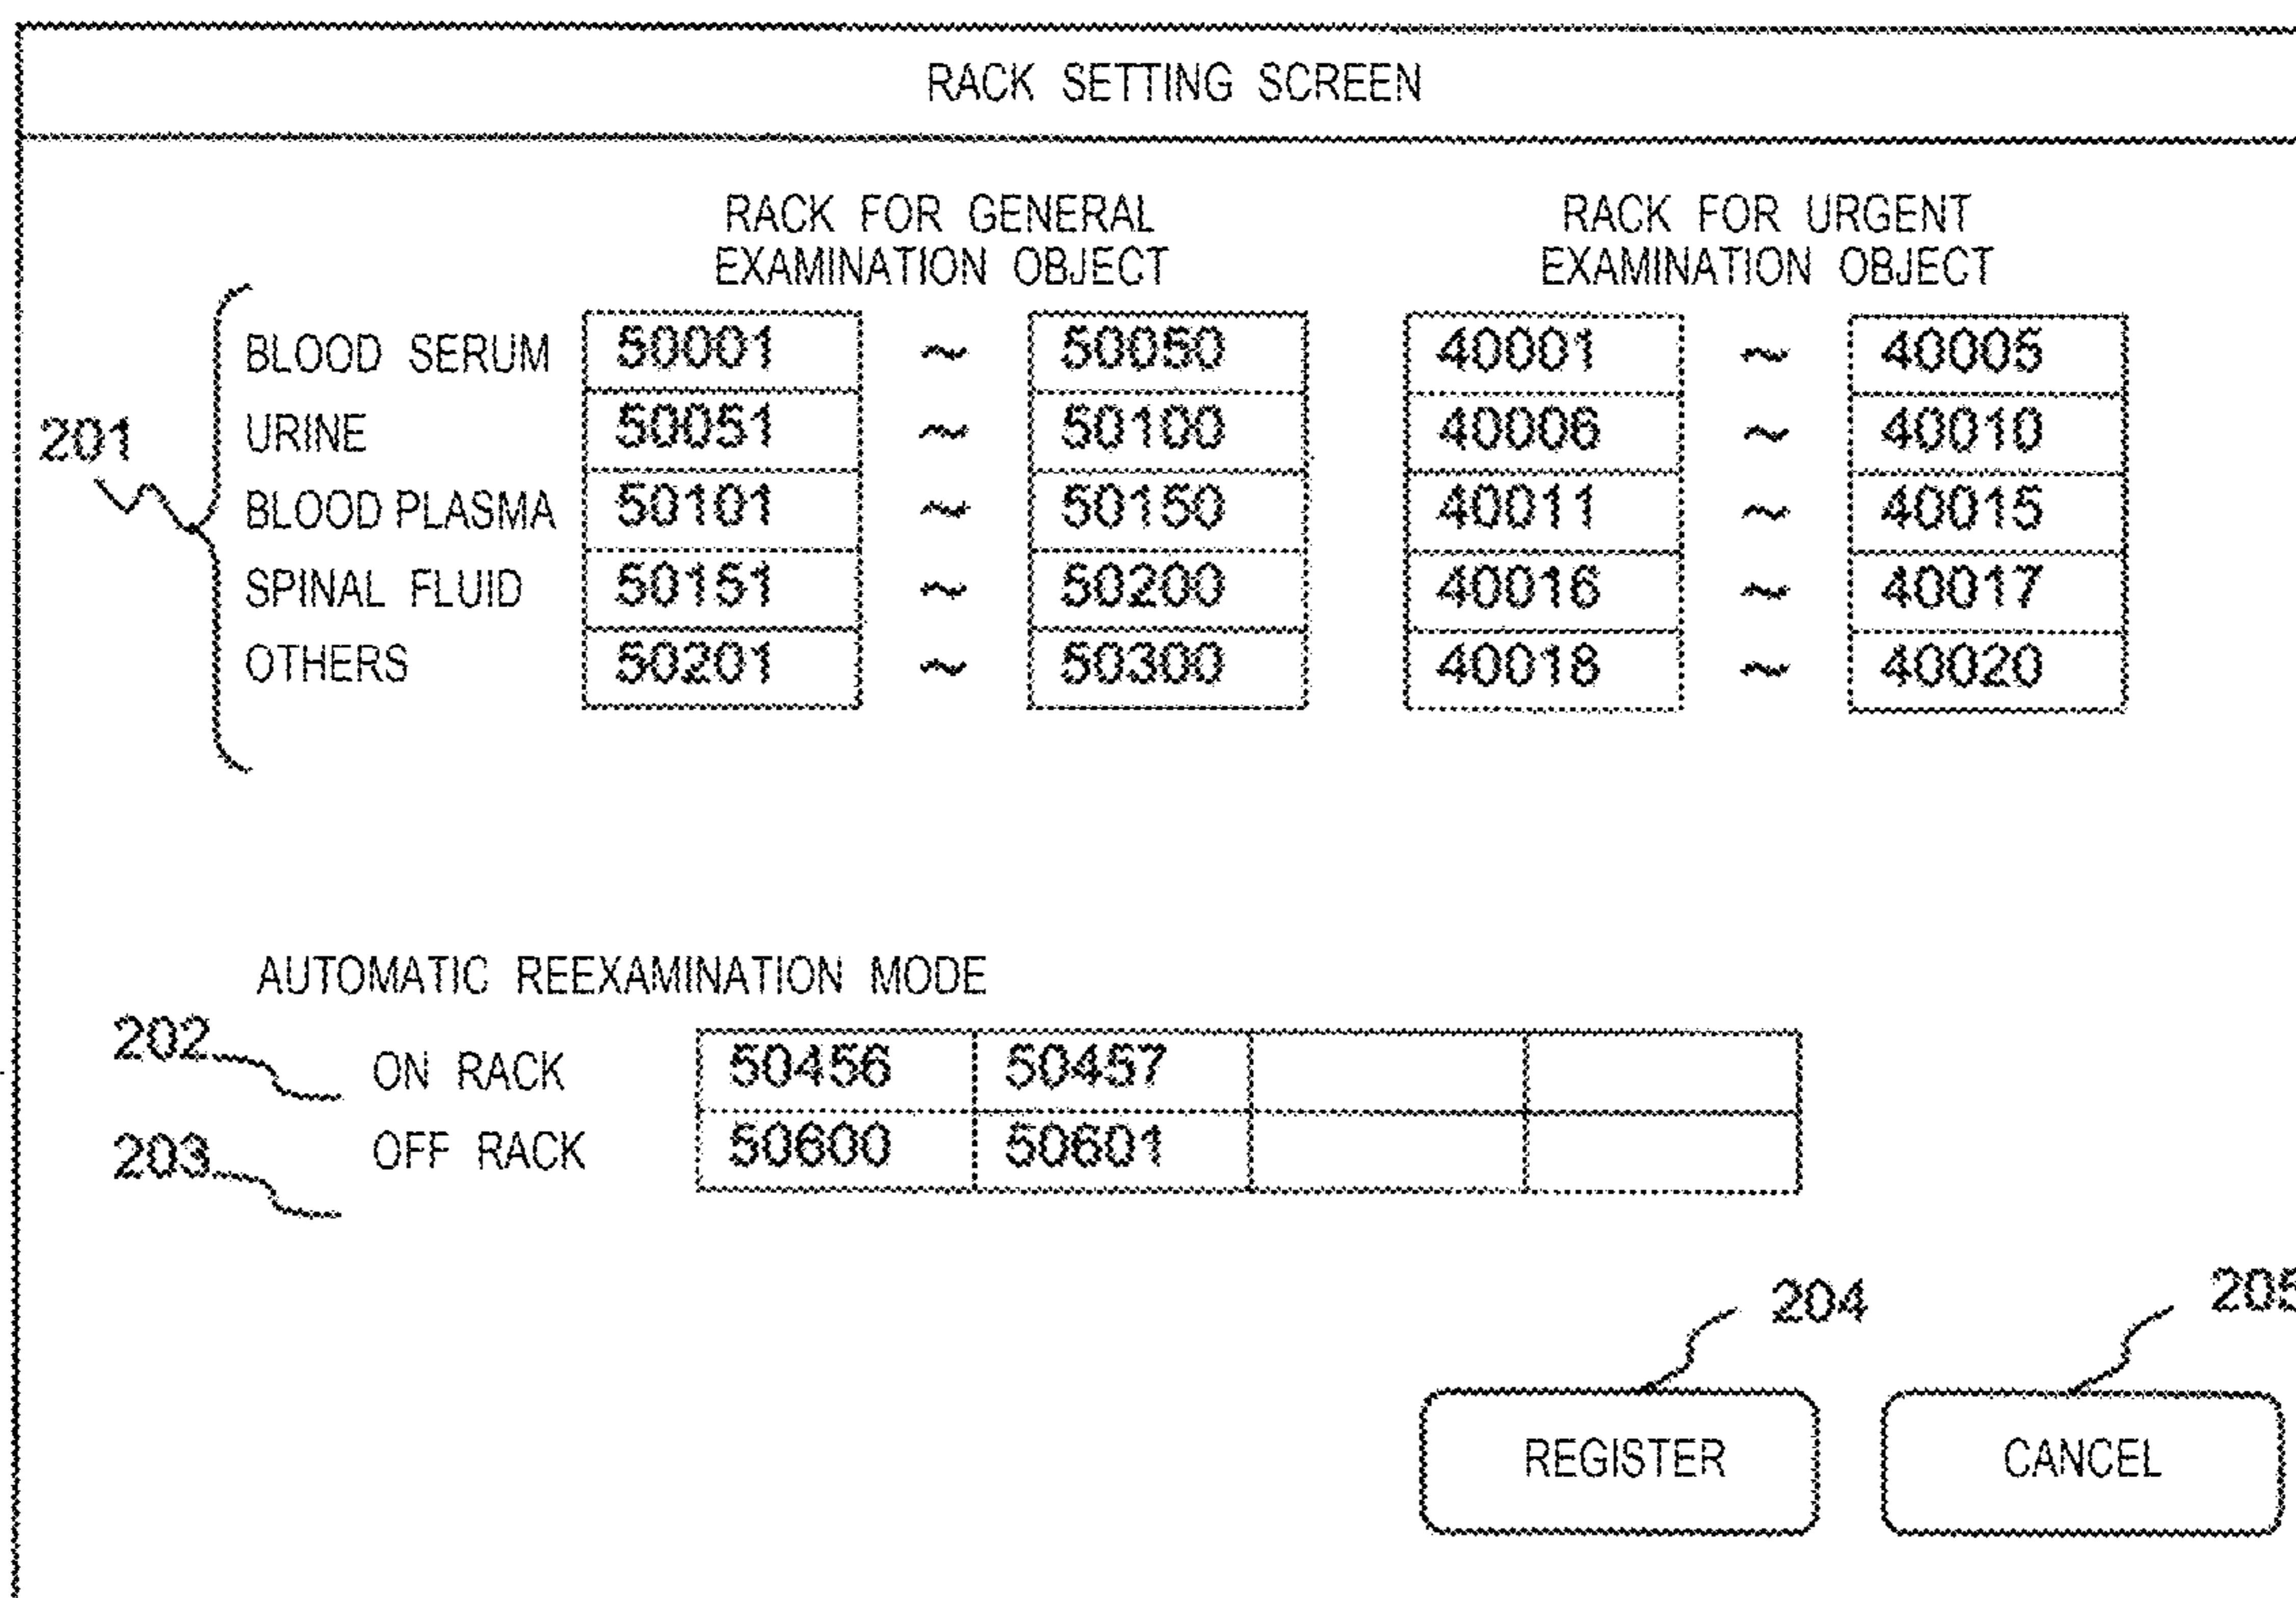 RACK SETTING SCREEN
RACK FOR GENERAL EXAMINATION OBJECT
RACK FOR URGENT EXAMINATION OBJECT
BLOOD SERUM 50001 ~ 50050 40001 ~ 40005
201 URINE 50051 ~ 50100 40006 ~ 40010
BLOOD PLASMA 50101 ~ 50150 40011 ~ 40015
SPINAL FLUID 50151 ~ 50200 40016 ~ 40017
OTHERS 50201 ~ 50300 40018 ~ 40020
AUTOMATIC REEXAMINATION MODE
202 ON RACK 50456 50457
203 OFF RACK 50600 50601
204 205
REGISTER CANCEL